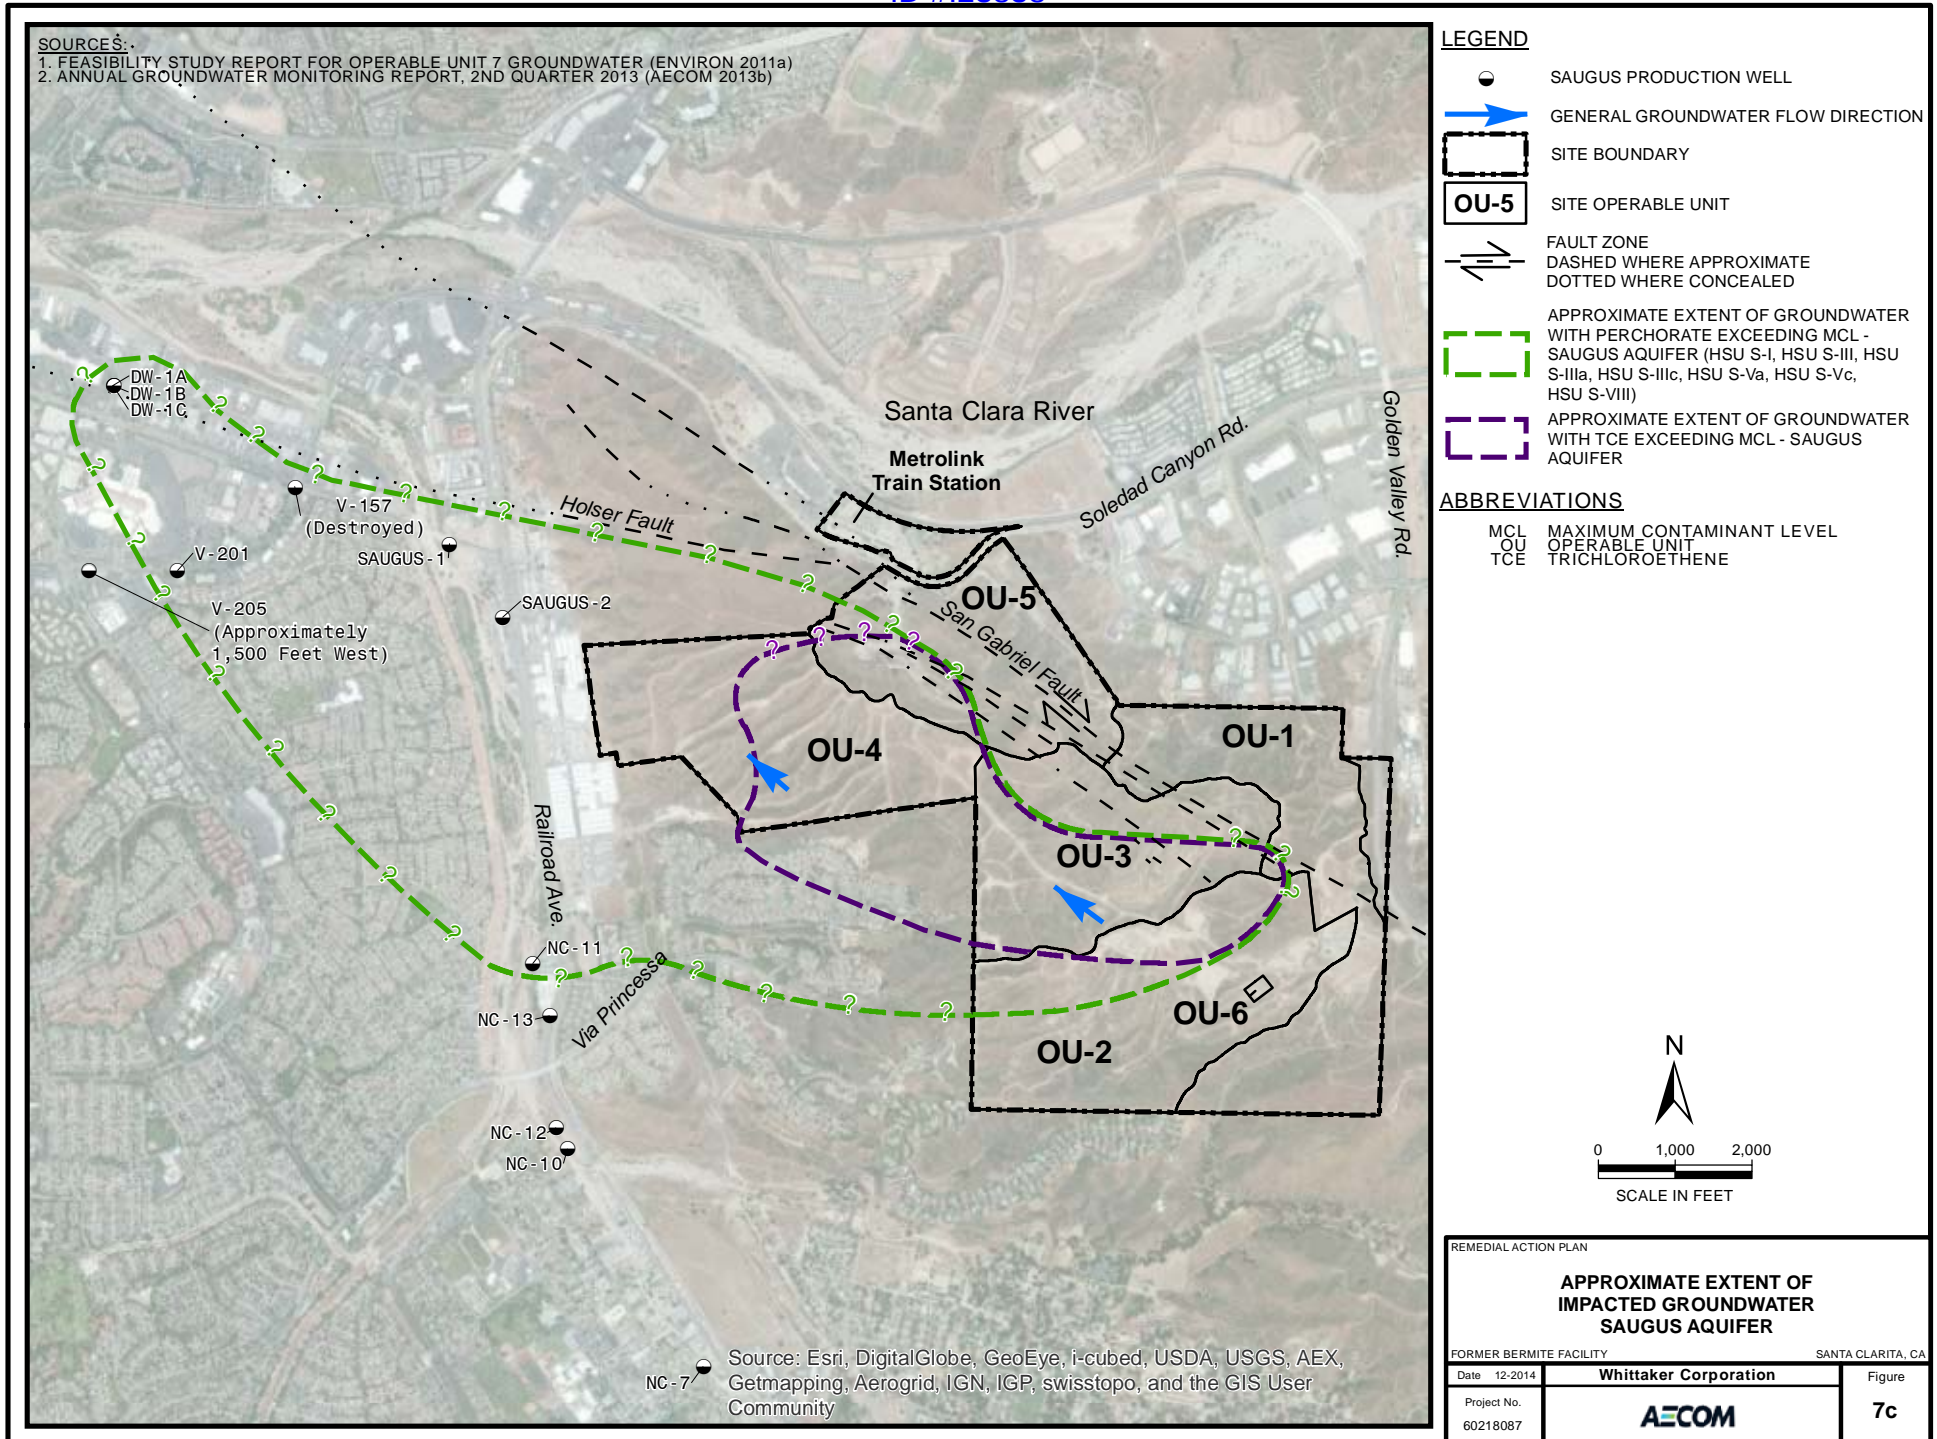 SOURCES:
1. FEASIBILITY STUDY REPORT FOR OPERABLE UNIT 7 GROUNDWATER (ENVIRON 2011a)
2. ANNUAL GROUNDWATER MONITORING REPORT, 2ND QUARTER 2013 (AECOM 2013b)
DW-1A
DW-1B
DW-1C
V-157
(Destroyed)
SAUGUS-1
V-201
V-205
(Approximately
1,500 Feet West)
SAUGUS-2
Holser Fault
Santa Clara River
Metrolink
Train Station
Soledad Canyon Rd.
Golden Valley Rd.
OU-5
San Gabriel Fault
OU-1
OU-4
OU-3
Railroad Ave.
NC-11
Via Princessa
NC-13
OU-6
OU-2
NC-12
NC-10
NC-7
Source: Esri, DigitalGlobe, GeoEye, i-cubed, USDA, USGS, AEX,
Getmapping, Aerogrid, IGN, IGP, swisstopo, and the GIS User
Community
LEGEND
SAUGUS PRODUCTION WELL
GENERAL GROUNDWATER FLOW DIRECTION
SITE BOUNDARY
OU-5 SITE OPERABLE UNIT
FAULT ZONE
DASHED WHERE APPROXIMATE
DOTTED WHERE CONCEALED
APPROXIMATE EXTENT OF GROUNDWATER
WITH PERCHORATE EXCEEDING MCL -
SAUGUS AQUIFER (HSU S-I, HSU S-III, HSU
S-IIIa, HSU S-IIIc, HSU S-Va, HSU S-Vc,
HSU S-VIII)
APPROXIMATE EXTENT OF GROUNDWATER
WITH TCE EXCEEDING MCL - SAUGUS
AQUIFER
ABBREVIATIONS
MCL MAXIMUM CONTAMINANT LEVEL
OU OPERABLE UNIT
TCE TRICHLOROETHENE
N
0 1,000 2,000
SCALE IN FEET
REMEDIAL ACTION PLAN
APPROXIMATE EXTENT OF
IMPACTED GROUNDWATER
SAUGUS AQUIFER
FORMER BERMITE FACILITY SANTA CLARITA, CA
Date 12-2014
Whittaker Corporation
Figure
Project No.
60218087
AECOM
7c